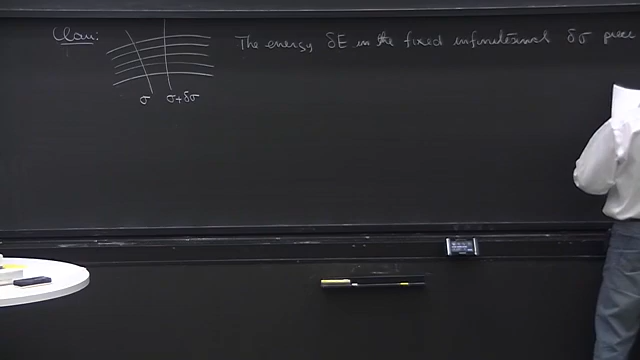 Claim:
The energy δE in the fixed infinitesimal δσ piece
σ σ+δσ